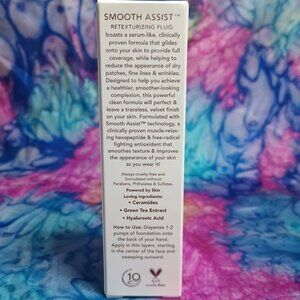 SMOOTH ASSIST™
RETEXTURIZING FLUID
boasts a serum-like, clinically
proven formula that glides
onto your skin to provide full
coverage, while helping to
reduce the appearance of dry
patches, fine lines & wrinkles.
Designed to help you achieve
a healthier, smoother-looking
complexion, this powerful
clean formula will perfect &
leave a traceless, velvet finish
on your skin. Formulated with
Smooth Assist™ technology, a
clinically proven muscle-relax-
ing hexapeptide & free-radical
fighting antioxidant that
smoothes texture & improves
the appearance of your skin
as you wear it!
Always cruelty-free and
formulated without:
Parabens, Phthalates & Sulfates.
Powered by Skin
Loving Ingredients:
• Ceramides
• Green Tea Extract
• Hyaluronic Acid
How to Use: Dispense 1-2
pumps of foundation onto
the back of your hand.
Apply in thin layers, starting
in the center of the face and
sweeping outward.
10
cruelty-free